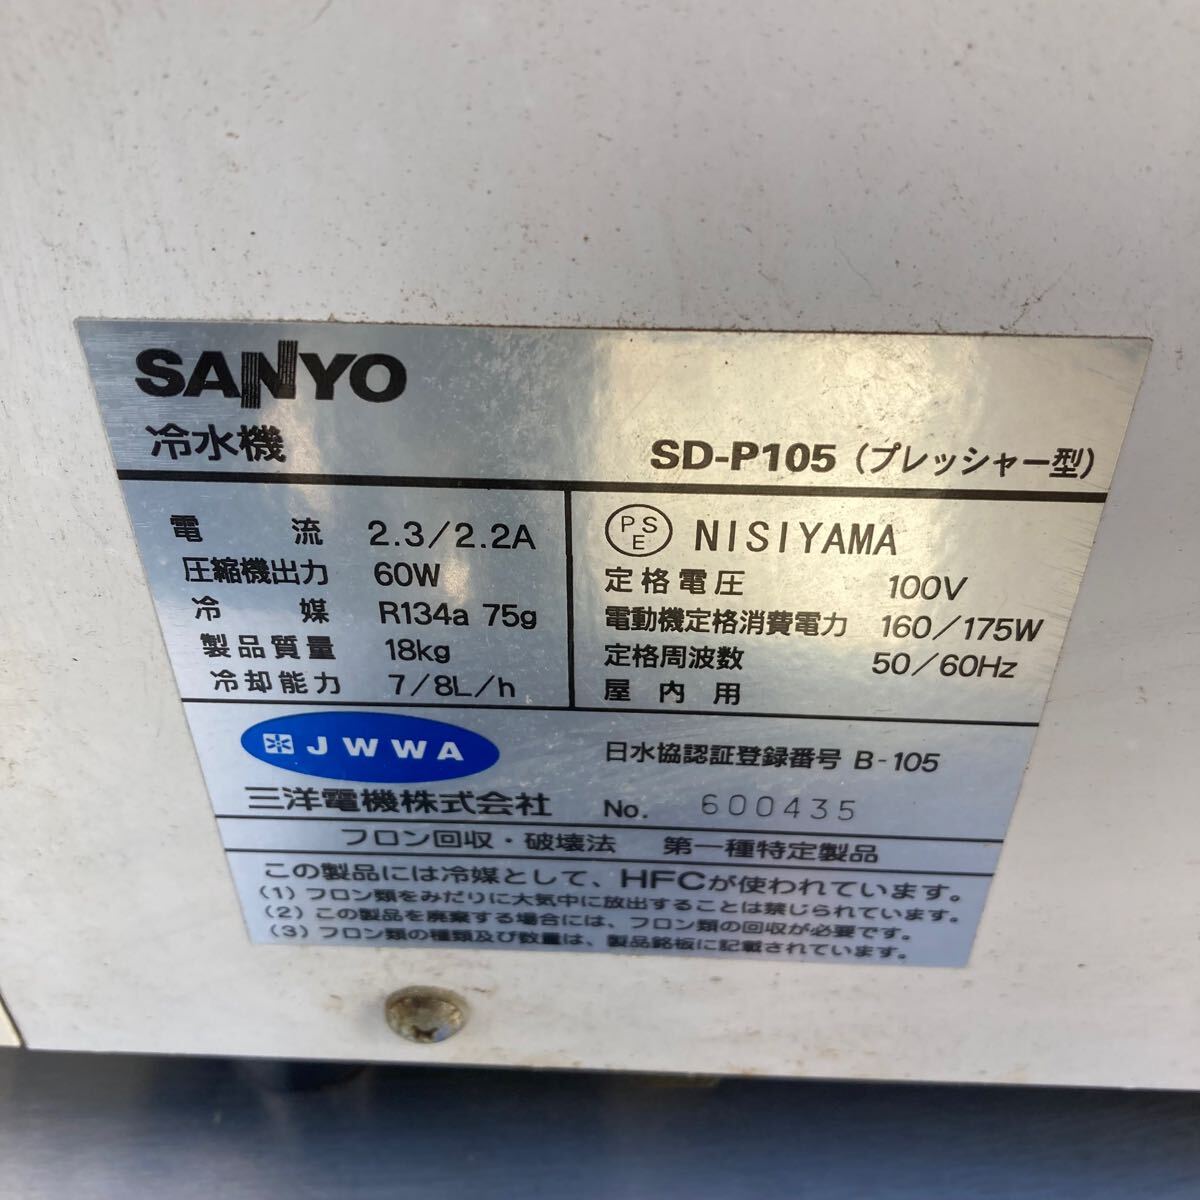 SANYO
冷水機
SD-P105 (プレッシャー型)
電流 2.3/2.2A
圧縮機出力 60W
冷媒 R134a 75g
製品質量 18kg
冷却能力 7/8L/h
PSE NISIYAMA
定格電圧 100V
電動機定格消費電力 160/175W
定格周波数 50/60Hz
屋内用
JWWA
日水協認証登録番号 B-105
三洋電機株式会社 No. 600435
フロン回収・破壊法 第一種特定製品
この製品には冷媒として、HFCが使われています。
(1) フロン類をみだりに大気中に放出することは禁じられています。
(2) この製品を廃棄する場合には、フロン類の回収が必要です。
(3) フロン類の種類及び数量は、製品銘板に記載されています。